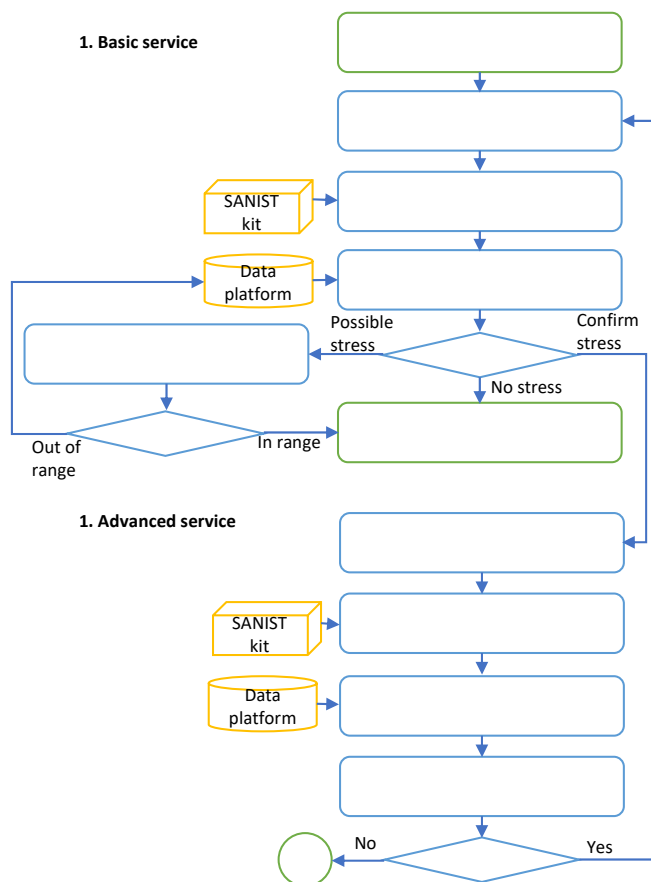 1. Basic service
SANIST
kit
Data
platform
Possible
stress
Confirm
stress
No stress
Out of
range
In range
1. Advanced service
SANIST
kit
Data
platform
No
Yes